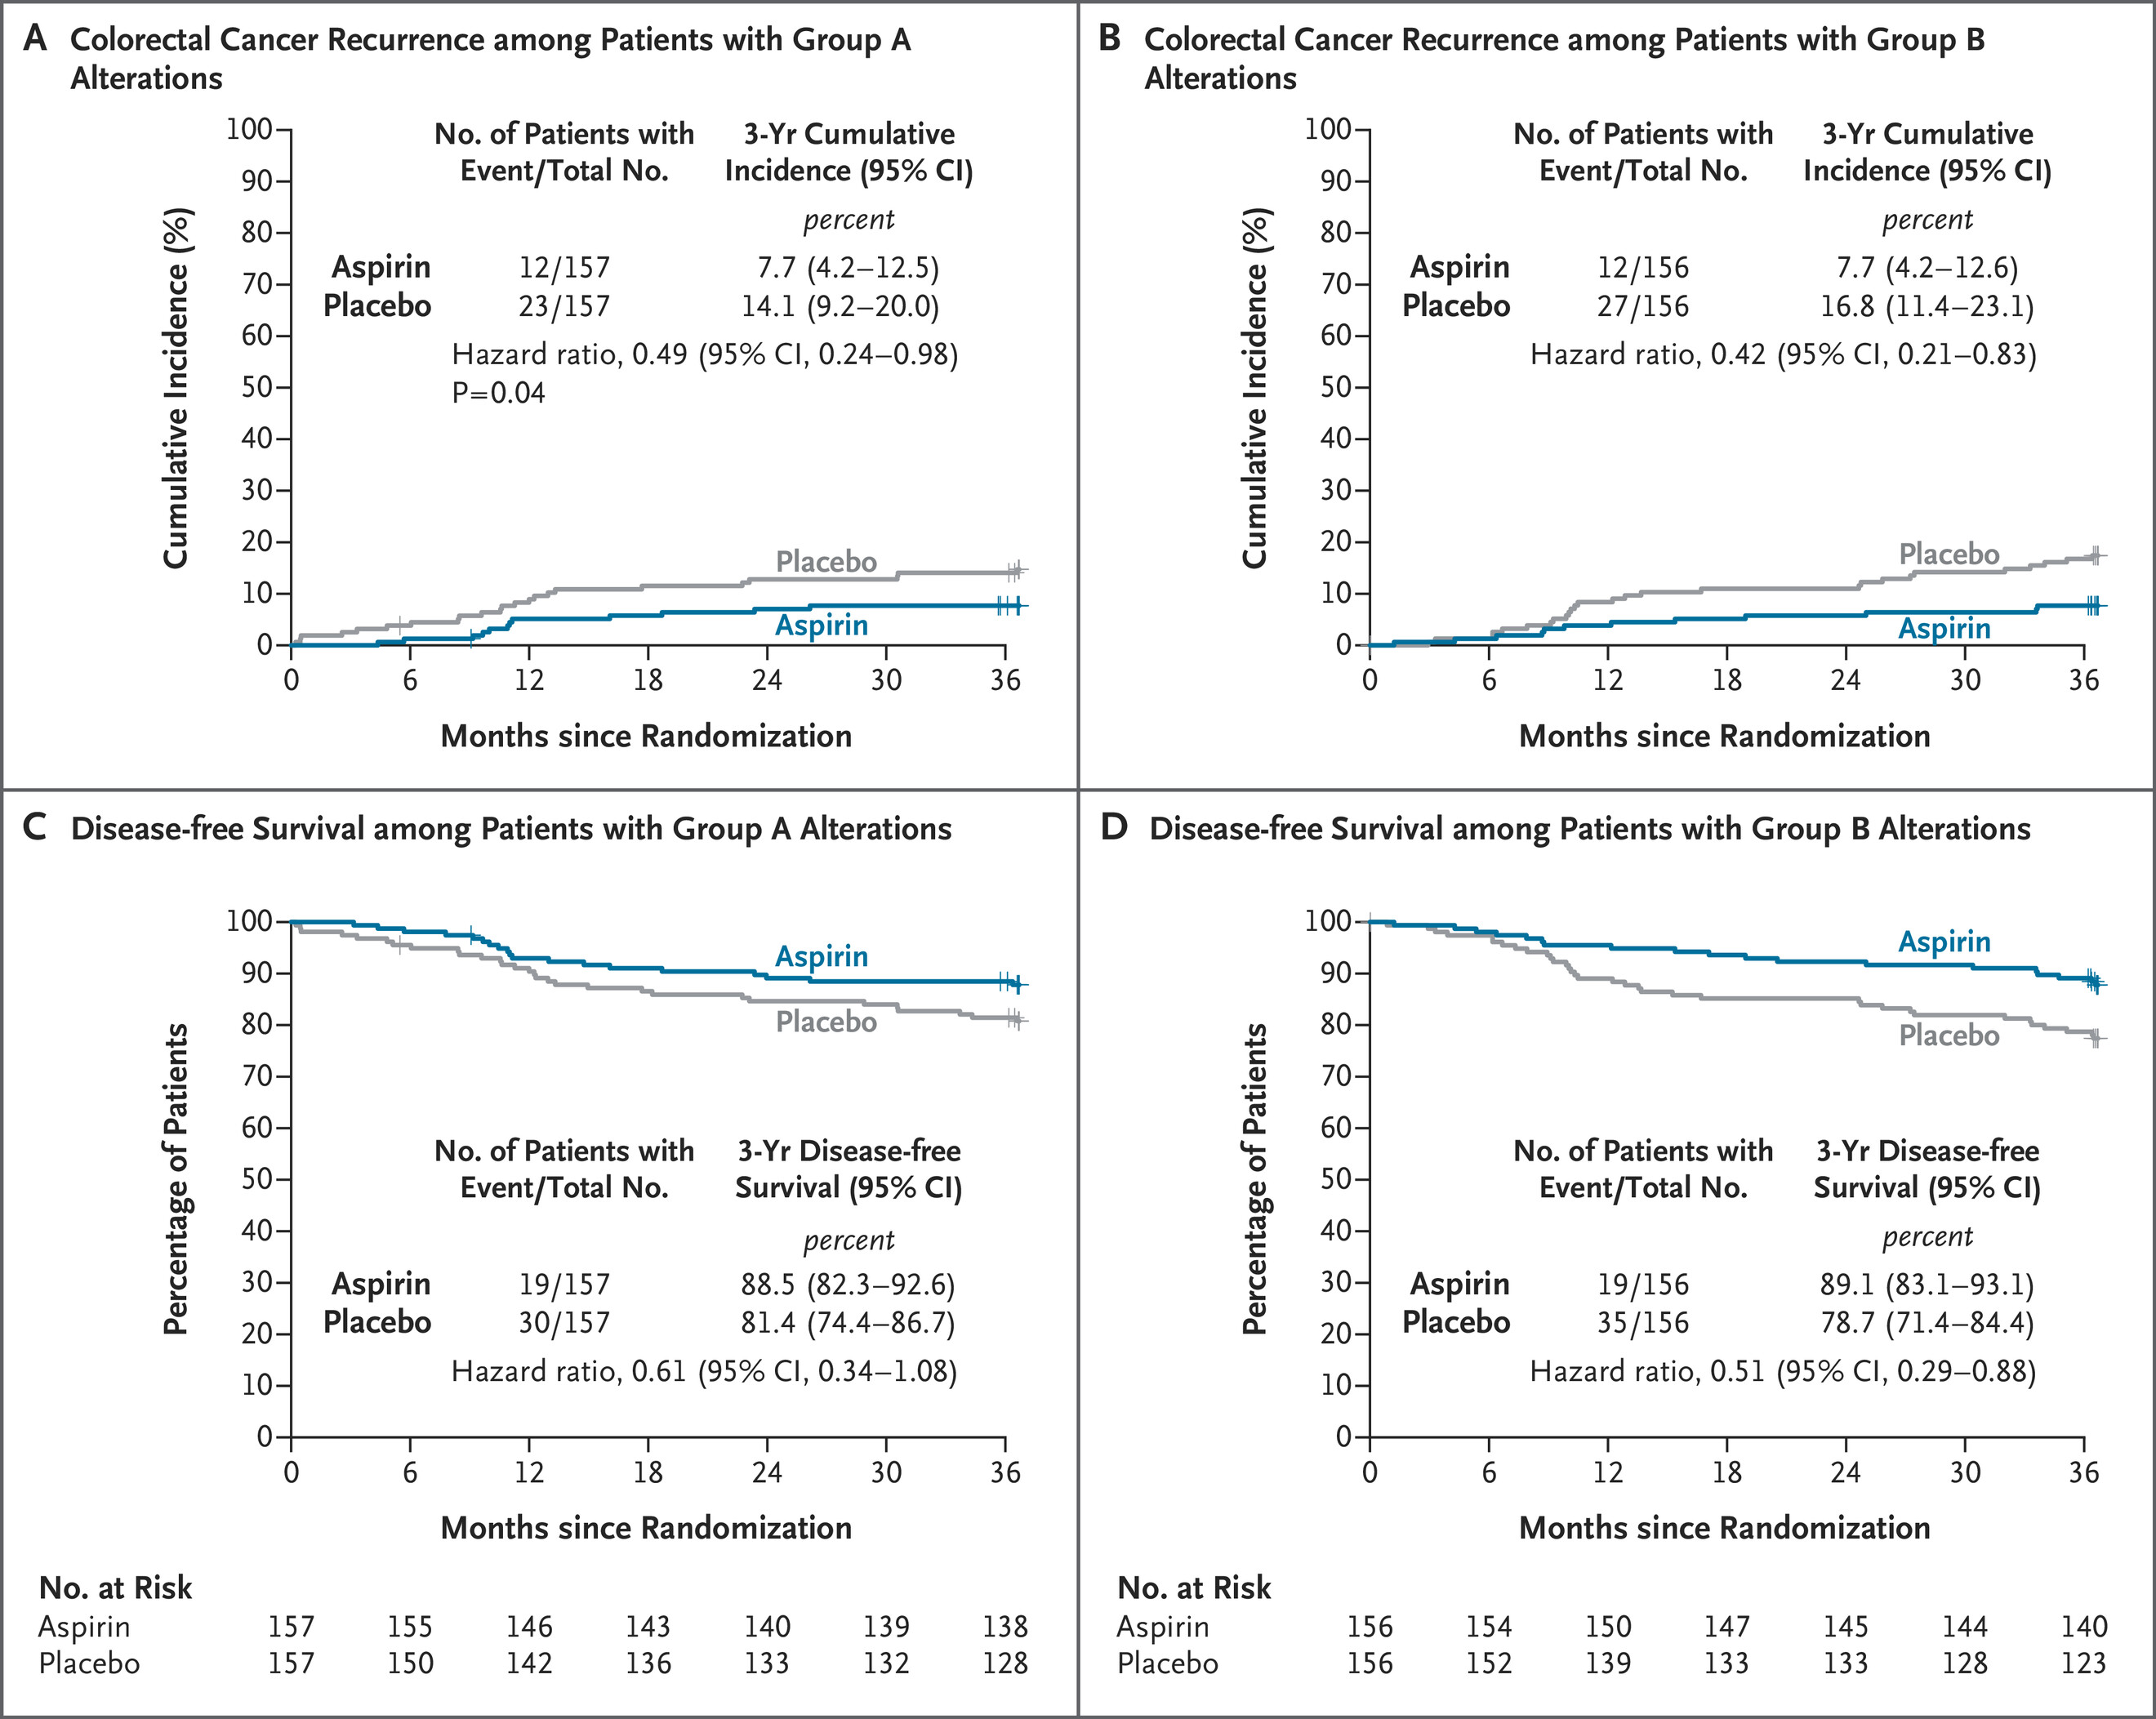 A Colorectal Cancer Recurrence among Patients with Group A
Alterations
No. of Patients with
Event/Total No.
3-Yr Cumulative
Incidence (95% CI)
percent
Aspirin 12/157 7.7 (4.2–12.5)
Placebo 23/157 14.1 (9.2–20.0)
Hazard ratio, 0.49 (95% CI, 0.24–0.98)
P=0.04
Cumulative Incidence (%)
100
90
80
70
60
50
40
30
20
10
0
Placebo
Aspirin
0 6 12 18 24 30 36
Months since Randomization
B Colorectal Cancer Recurrence among Patients with Group B
Alterations
No. of Patients with
Event/Total No.
3-Yr Cumulative
Incidence (95% CI)
percent
Aspirin 12/156 7.7 (4.2–12.6)
Placebo 27/156 16.8 (11.4–23.1)
Hazard ratio, 0.42 (95% CI, 0.21–0.83)
Cumulative Incidence (%)
100
90
80
70
60
50
40
30
20
10
0
Placebo
Aspirin
0 6 12 18 24 30 36
Months since Randomization
C Disease-free Survival among Patients with Group A Alterations
Percentage of Patients
100
90
80
70
60
50
40
30
20
10
0
Aspirin
Placebo
No. of Patients with
Event/Total No.
3-Yr Disease-free
Survival (95% CI)
percent
Aspirin 19/157 88.5 (82.3–92.6)
Placebo 30/157 81.4 (74.4–86.7)
Hazard ratio, 0.61 (95% CI, 0.34–1.08)
0 6 12 18 24 30 36
Months since Randomization
No. at Risk
Aspirin 157 155 146 143 140 139 138
Placebo 157 150 142 136 133 132 128
D Disease-free Survival among Patients with Group B Alterations
Percentage of Patients
100
90
80
70
60
50
40
30
20
10
0
Aspirin
Placebo
No. of Patients with
Event/Total No.
3-Yr Disease-free
Survival (95% CI)
percent
Aspirin 19/156 89.1 (83.1–93.1)
Placebo 35/156 78.7 (71.4–84.4)
Hazard ratio, 0.51 (95% CI, 0.29–0.88)
0 6 12 18 24 30 36
Months since Randomization
No. at Risk
Aspirin 156 154 150 147 145 144 140
Placebo 156 152 139 133 133 128 123